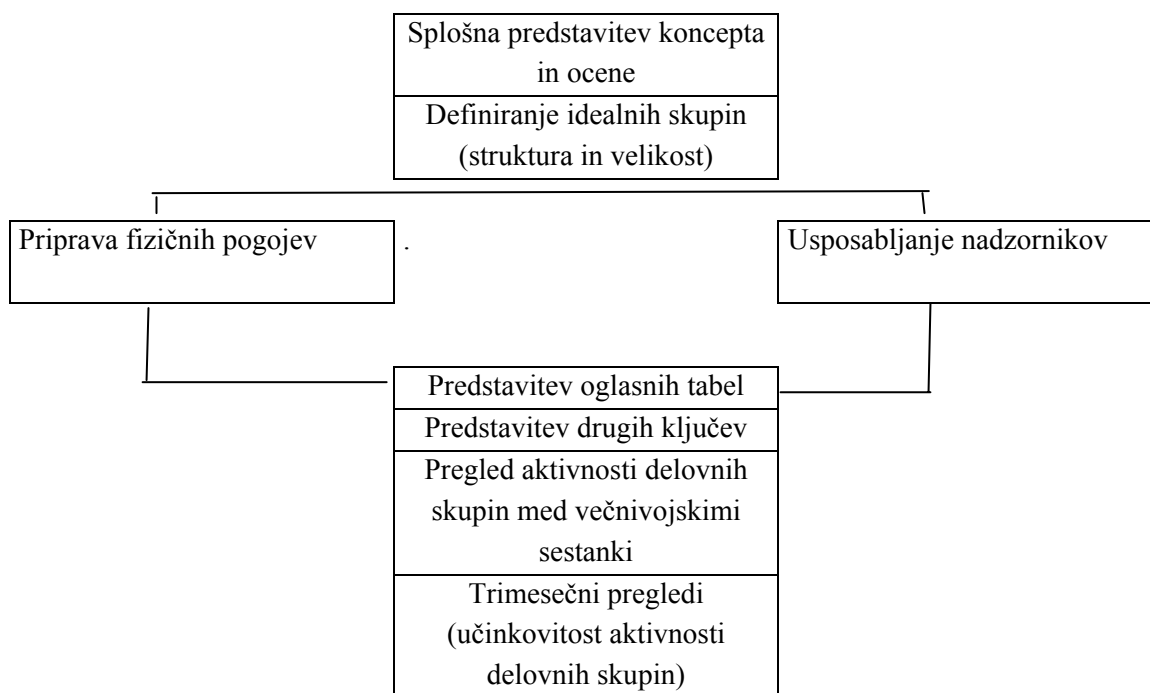 Splošna predstavitev koncepta
in ocene
Definiranje idealnih skupin
(struktura in velikost)
Priprava fizičnih pogojev
.
Usposabljanje nadzornikov
Predstavitev oglasnih tabel
Predstavitev drugih ključev
Pregled aktivnosti delovnih
skupin med večnivojskimi
sestanki
Trimesečni pregledi
(učinkovitost aktivnosti
delovnih skupin)